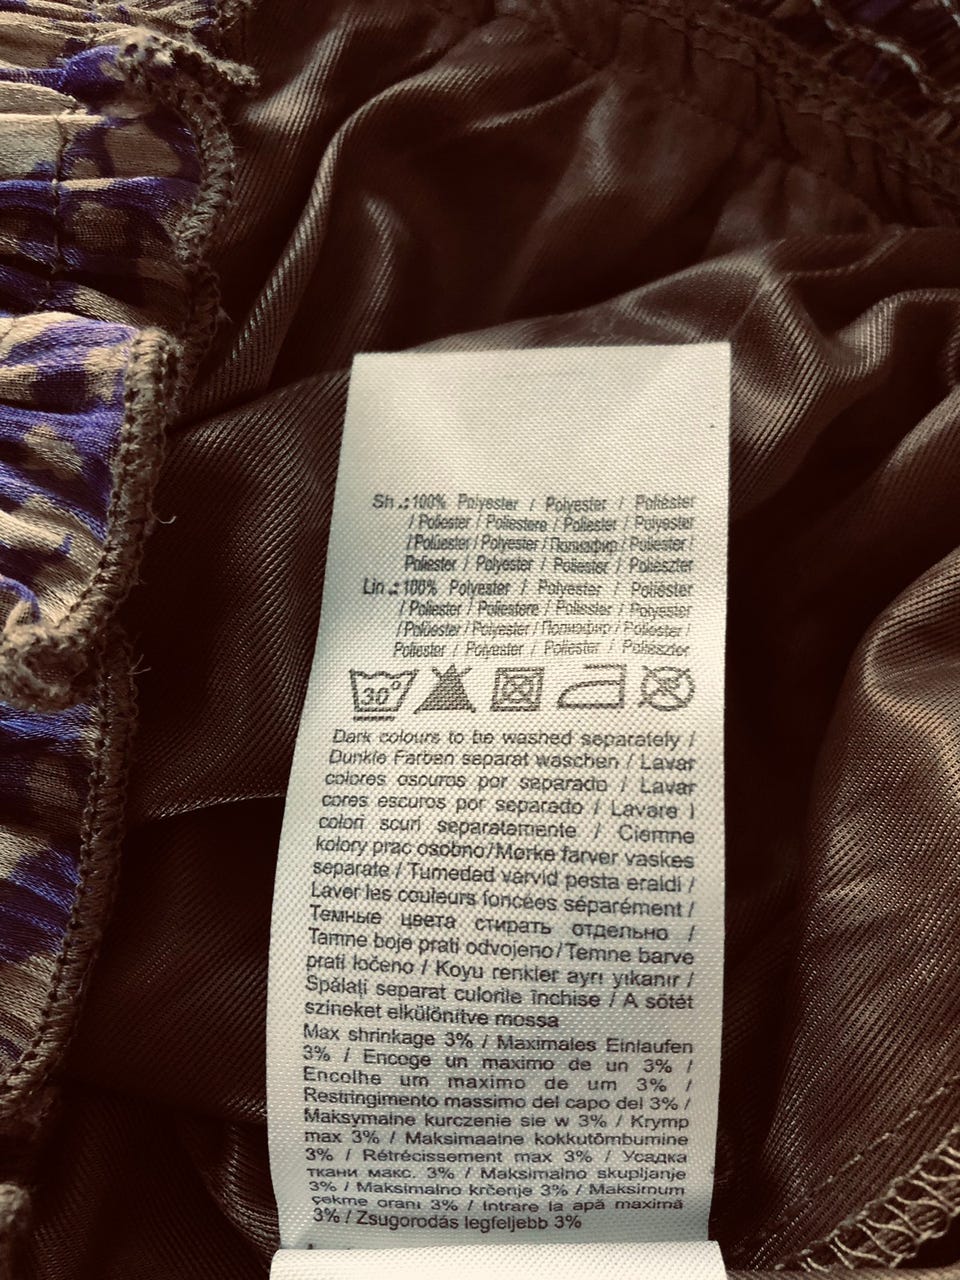 Sh.:100% Polyester / Polyester / Poliéster
/ Poliéster / Poliestere / Poliester / Polyester
/ Polüester / Polyester / Полиэфир / Poliester /
Poliester / Polyester / Poliester / Poliészter
Lin.:100% Polyester / Polyester / Poliéster
/ Poliéster / Poliestere / Poliester / Polyester
/ Polüester / Polyester / Полиэфир / Poliester /
Poliester / Polyester / Poliester / Poliészter
30°
Dark colours to be washed separately /
Dunkle Farben separat waschen / Lavar
colores oscuros por separado / Lavar
cores escuros por separado / Lavare i
colori scuri separatamente / Ciemne
kolory prac osobno/Mørke farver vaskes
separate / Tumedad värvid pesta eraldi /
Laver les couleurs foncées séparément /
Темные цвета стирать отдельно /
Tamne boje prati odvojeno/Temne barve
prati ločeno / Koyu renkler ayrı yıkanır /
Spălați separat culorile închise / A sötét
színeket elkülönítve mossa
Max shrinkage 3% / Maximales Einlaufen
3% / Encoge un maximo de un 3% /
Encolhe um maximo de um 3% /
Restringimento massimo del capo del 3% /
Maksymalne kurczenie sie w 3% / Krymp
max 3% / Maksimaalne kokkutõmbumine
3% / Rétrécissement max 3% / Усадка
ткани макс. 3% / Maksimalno skupljanje
3% / Maksimalno krčenje 3% / Maksimum
çekme oranı 3% / Intrare la apă maximă
3% / Zsugorodás legfeljebb 3%